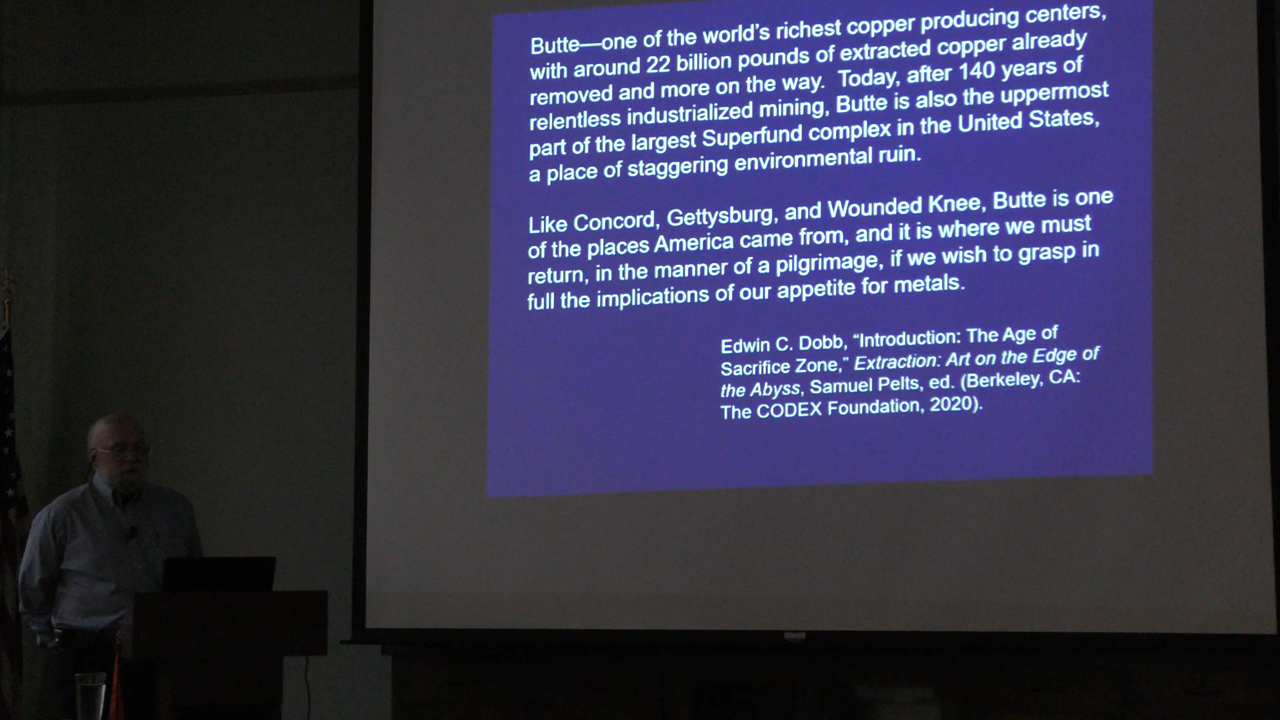 Butte—one of the world's richest copper producing centers,
with around 22 billion pounds of extracted copper already
removed and more on the way. Today, after 140 years of
relentless industrialized mining, Butte is also the uppermost
part of the largest Superfund complex in the United States,
a place of staggering environmental ruin.
Like Concord, Gettysburg, and Wounded Knee, Butte is one
of the places America came from, and it is where we must
return, in the manner of a pilgrimage, if we wish to grasp in
full the implications of our appetite for metals.
Edwin C. Dobb, “Introduction: The Age of
Sacrifice Zone,” Extraction: Art on the Edge of
the Abyss, Samuel Pelts, ed. (Berkeley, CA:
The CODEX Foundation, 2020).